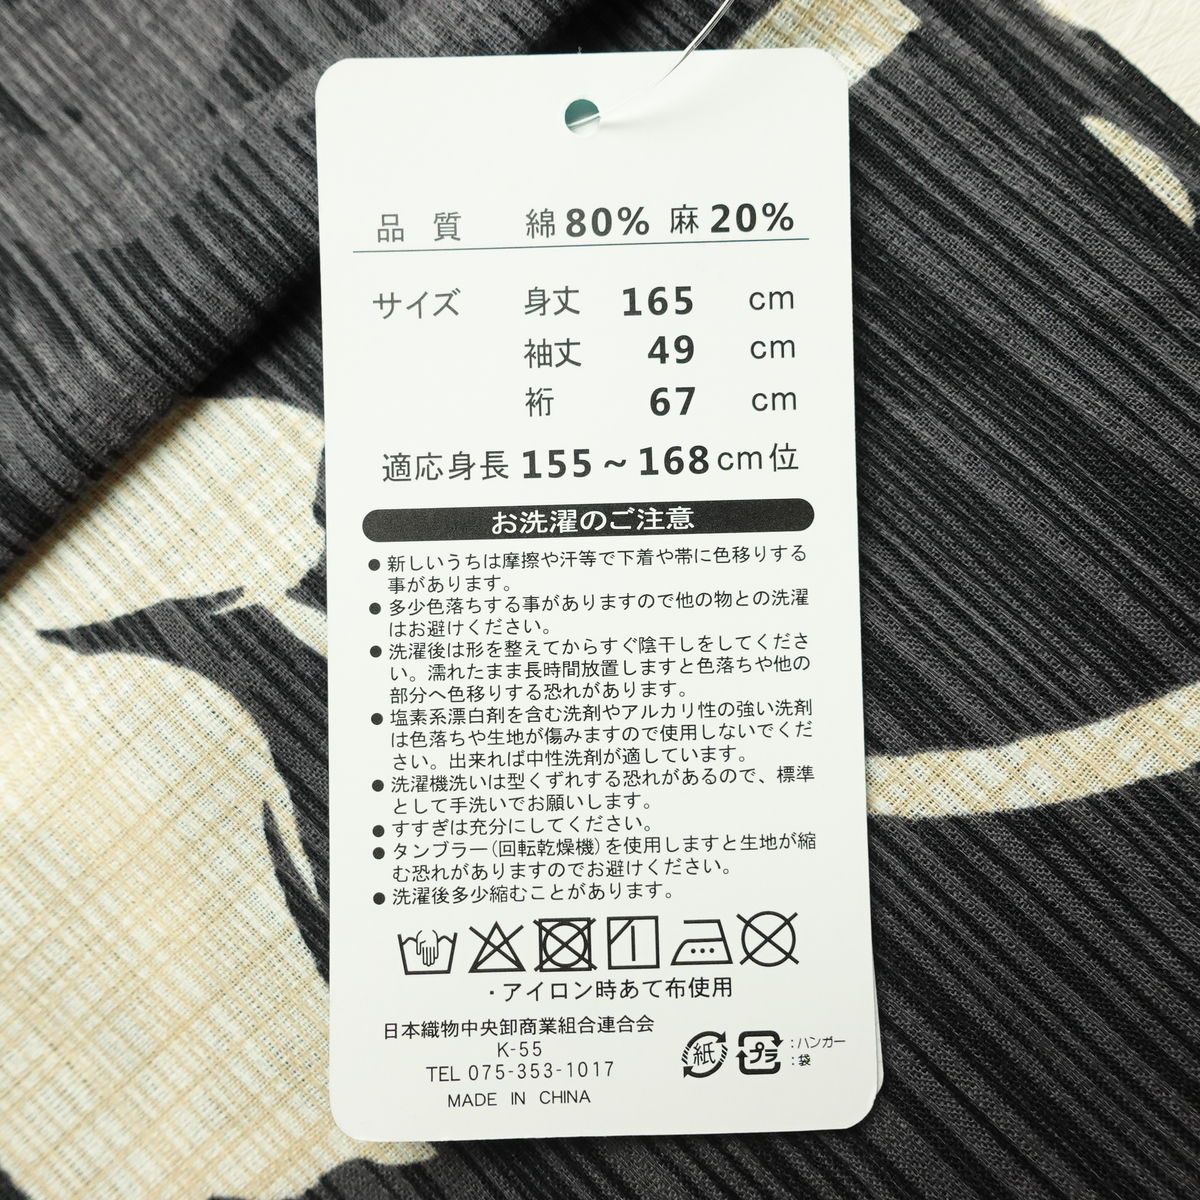 品質 綿80% 麻20%
サイズ 身丈 165 cm
袖丈 49 cm
裄 67 cm
適応身長 155～168cm位
お洗濯のご注意
●新しいうちは摩擦や汗等で下着や帯に色移りする
事があります。
●多少色落ちする事がありますので他の物との洗濯
はお避けください。
●洗濯後は形を整えてからすぐ陰干しをしてくださ
い。濡れたまま長時間放置しますと色落ちや他の
部分へ色移りする恐れがあります。
●塩素系漂白剤を含む洗剤やアルカリ性の強い洗剤
は色落ちや生地が傷みますので使用しないでくだ
さい。出来れば中性洗剤が適しています。
●洗濯機洗いは型くずれする恐れがあるので、標準
として手洗いでお願いします。
●すすぎは充分にしてください。
●タンブラー(回転乾燥機)を使用しますと生地が縮
む恐れがありますのでお避けください。
●洗濯後多少縮むことがあります。
・アイロン時あて布使用
日本織物中央卸商業組合連合会
K-55
TEL 075-353-1017
MADE IN CHINA
紙 プラ :ハンガー
:袋